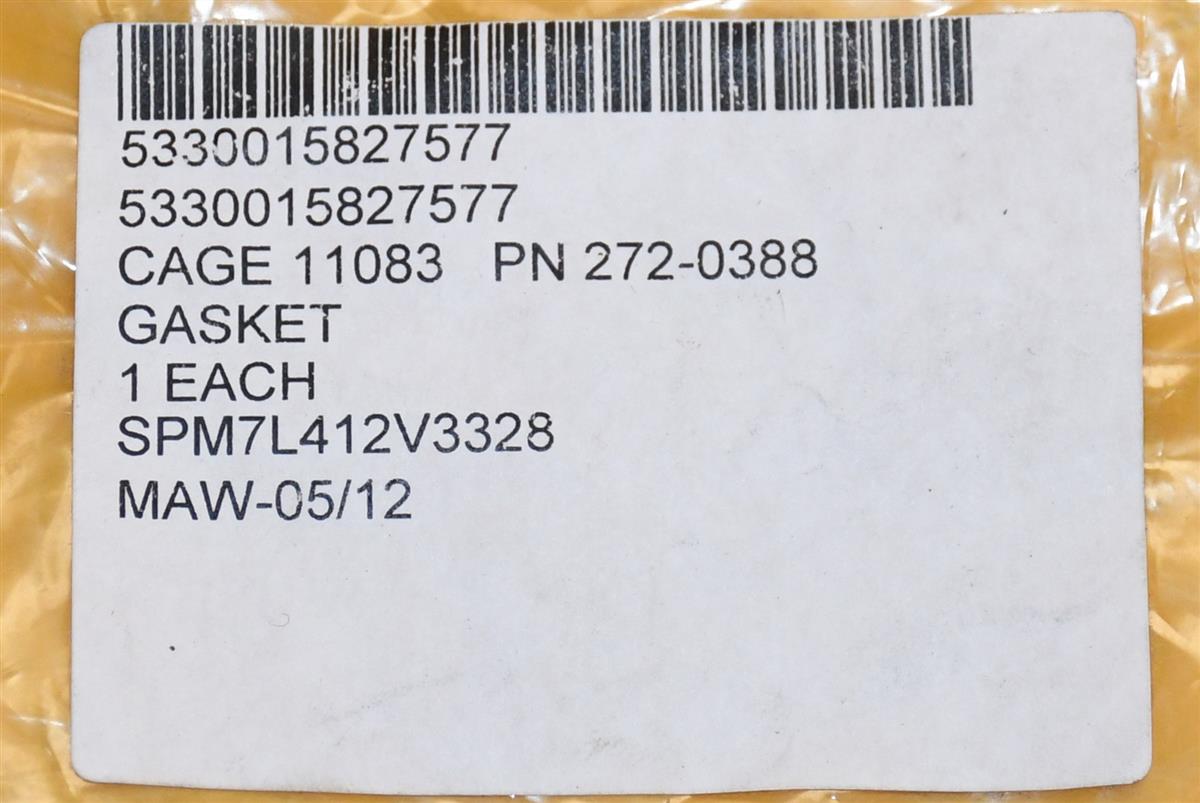 5330015827577
5330015827577
CAGE 11083 PN 272-0388
GASKET
1 EACH
SPM7L412V3328
MAW-05/12